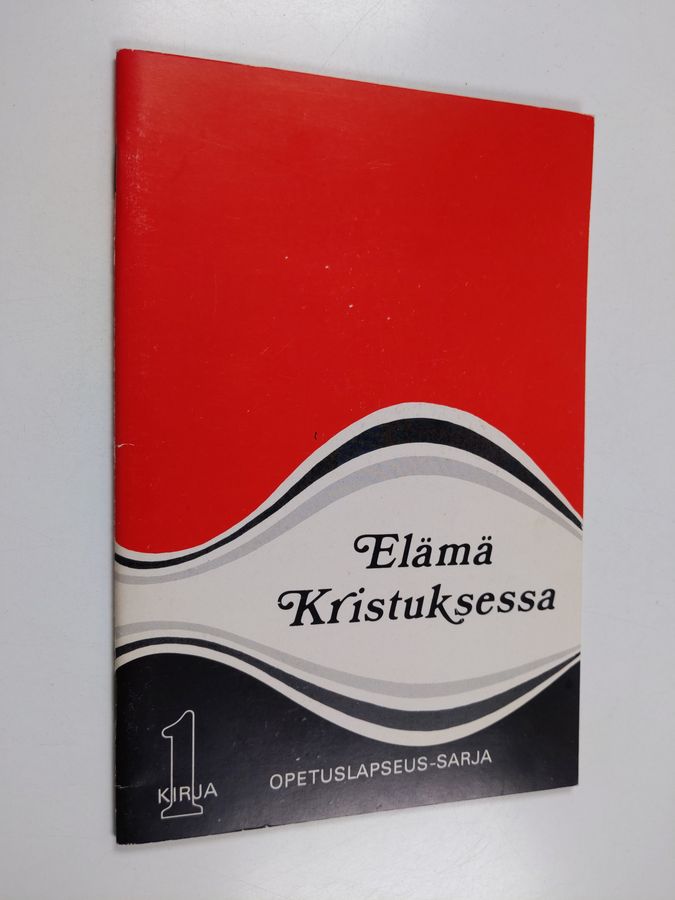 Elämä
Kristuksessa
1
KIRJA
OPETUSLAPSEUS-SARJA